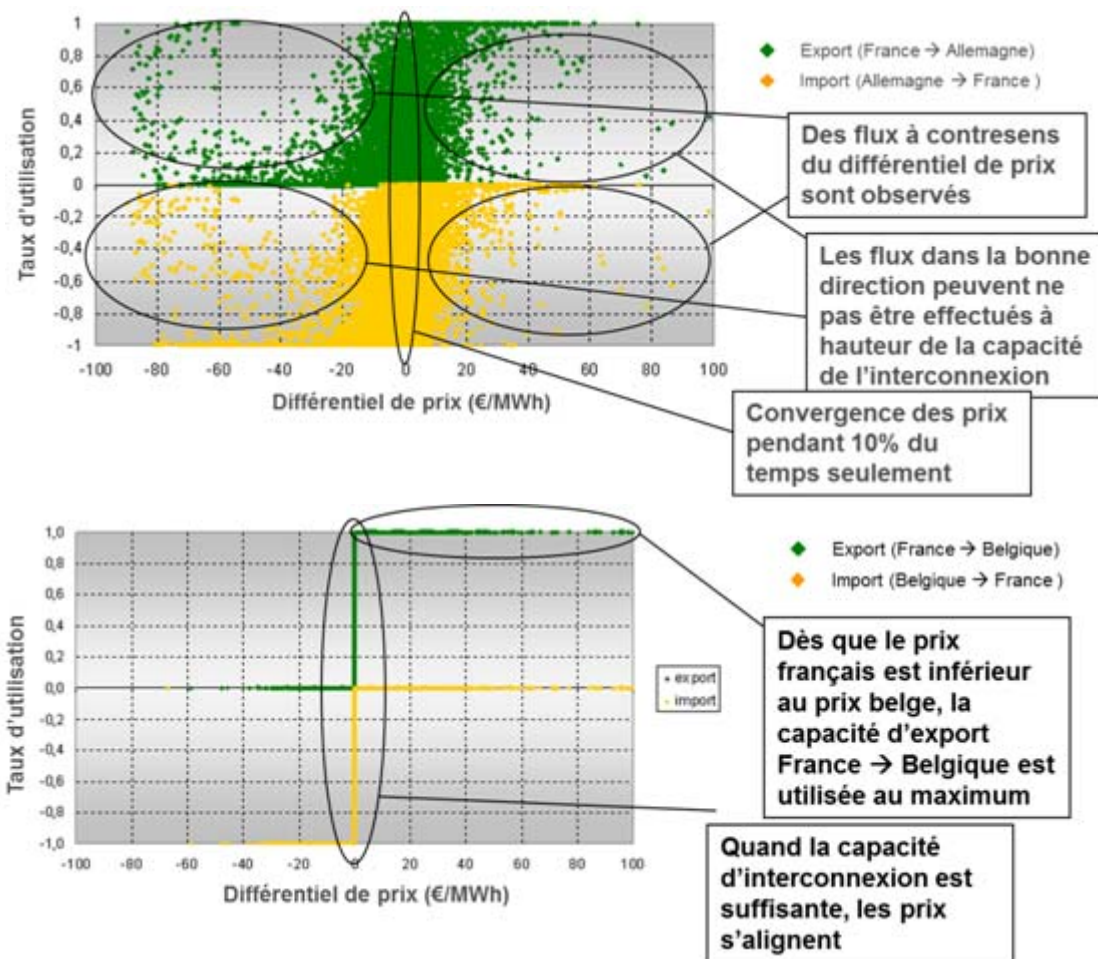 1
0,8
0,6
0,4
0,2
0
-0,2
-0,4
-0,6
-0,8
-1
Taux d'utilisation
-100 -80 -60 -40 -20 0 20 40 60 80 100
Différentiel de prix (€/MWh)
Export (France → Allemagne)
Import (Allemagne → France )
Des flux à contresens
du différentiel de prix
sont observés
Les flux dans la bonne
direction peuvent ne
pas être effectués à
hauteur de la capacité
de l'interconnexion
Convergence des prix
pendant 10% du
temps seulement
1,0
0,8
0,6
0,4
0,2
0,0
-0,2
-0,4
-0,6
-0,8
-1,0
Taux d'utilisation
-100 -80 -60 -40 -20 0 20 40 60 80 100
Différentiel de prix (€/MWh)
export
import
Export (France → Belgique)
Import (Belgique → France )
Dès que le prix
français est inférieur
au prix belge, la
capacité d'export
France → Belgique est
utilisée au maximum
Quand la capacité
d'interconnexion est
suffisante, les prix
s'alignent